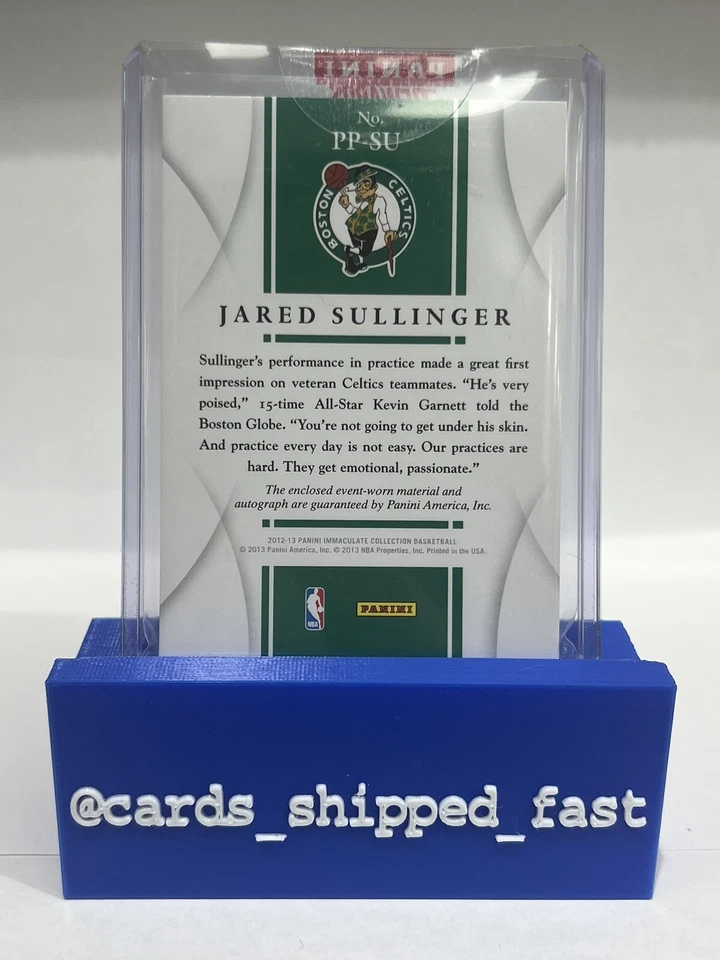 PANINI
PANINI
No.
PP-SU
BOSTON CELTICS
JARED SULLINGER
Sullinger's performance in practice made a great first
impression on veteran Celtics teammates. “He's very
poised,” 15-time All-Star Kevin Garnett told the
Boston Globe. “You're not going to get under his skin.
And practice every day is not easy. Our practices are
hard. They get emotional, passionate.”
The enclosed event-worn material and
autograph are guaranteed by Panini America, Inc.
2012-13 PANINI IMMACULATE COLLECTION BASKETBALL
© 2013 Panini America, Inc. © 2013 NBA Properties, Inc. Printed in the USA.
NBA
PANINI
@cards_shipped_fast